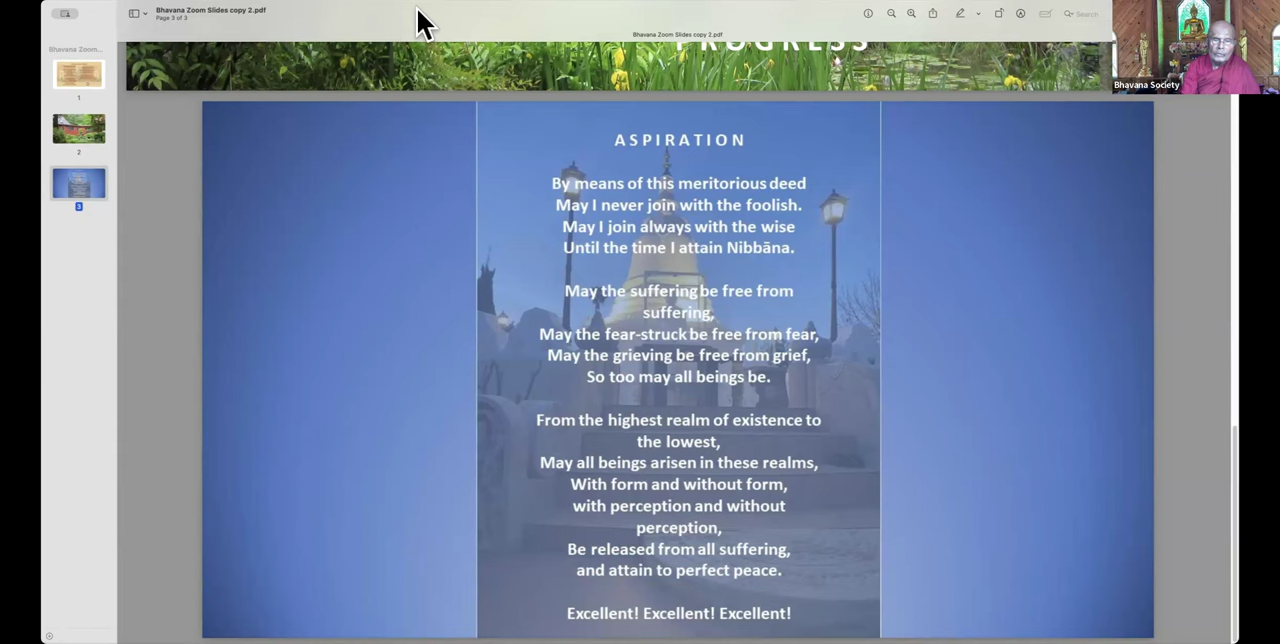 Bhavana Zoom Slides copy 2.pdf
Page 3 of 3
Search
Bhavana Zoom Slides copy 2.pdf
Bhavana Zoom...
1
2
3
PROGRESS
Bhavana Society
ASPIRATION
By means of this meritorious deed
May I never join with the foolish.
May I join always with the wise
Until the time I attain Nibbāna.
May the suffering be free from
suffering,
May the fear-struck be free from fear,
May the grieving be free from grief,
So too may all beings be.
From the highest realm of existence to
the lowest,
May all beings arisen in these realms,
With form and without form,
with perception and without
perception,
Be released from all suffering,
and attain to perfect peace.
Excellent! Excellent! Excellent!